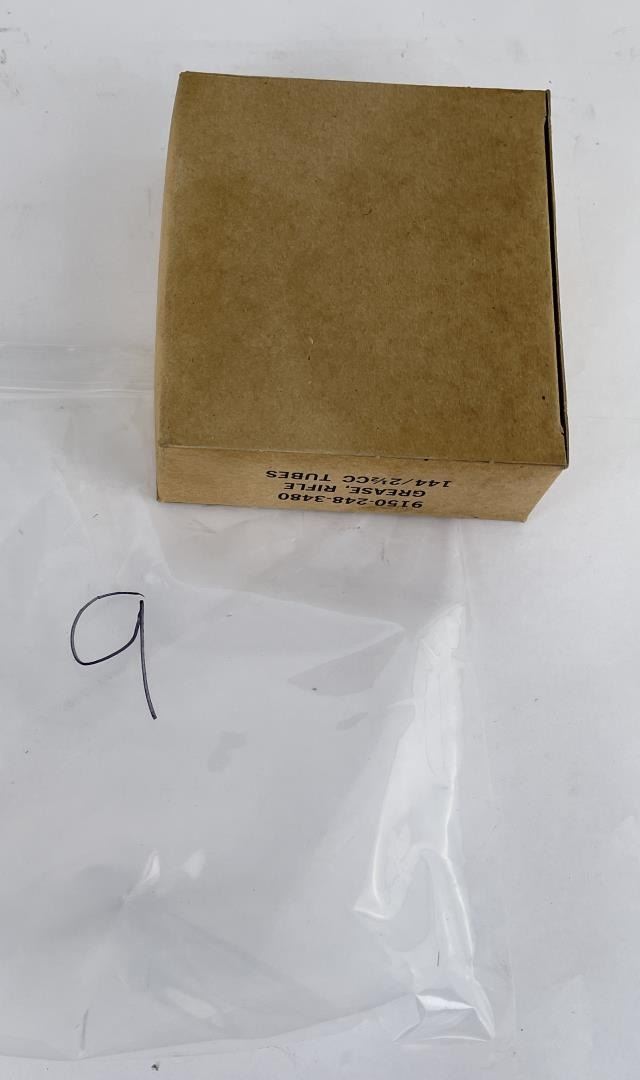 9150-248-3480
GREASE, RIFLE
144/2½CC TUBES
9